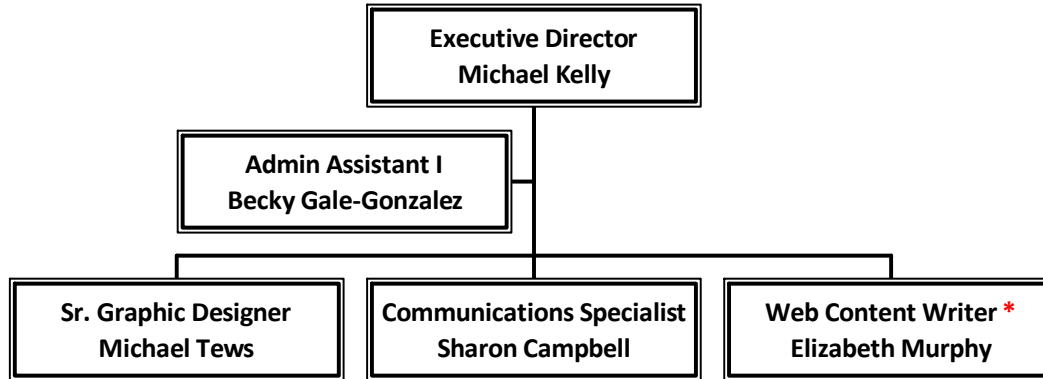 Executive Director
Michael Kelly
Admin Assistant I
Becky Gale-Gonzalez
Sr. Graphic Designer
Michael Tews
Communications Specialist
Sharon Campbell
Web Content Writer *
Elizabeth Murphy